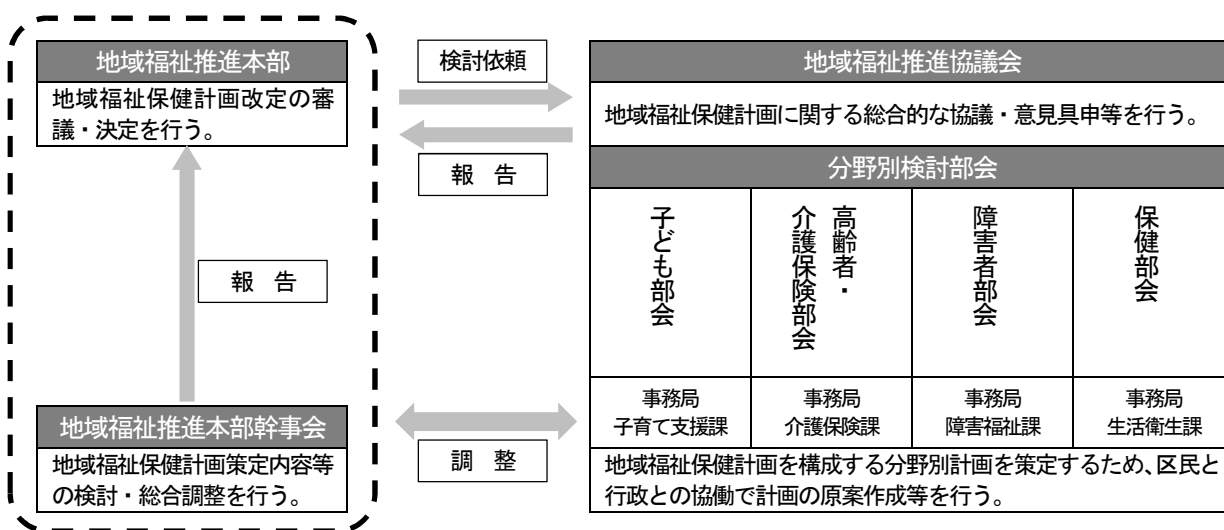 地域福祉推進本部
地域福祉保健計画改定の審
議・決定を行う。
報　告
地域福祉推進本部幹事会
地域福祉保健計画策定内容等
の検討・総合調整を行う。
検討依頼
報　告
調　整
地域福祉推進協議会
地域福祉保健計画に関する総合的な協議・意見具申等を行う。
分野別検討部会
子ども部会
高齢者・
介護保険部会
障害者部会
保健部会
事務局
子育て支援課
事務局
介護保険課
事務局
障害福祉課
事務局
生活衛生課
地域福祉保健計画を構成する分野別計画を策定するため、区民と
行政との協働で計画の原案作成等を行う。